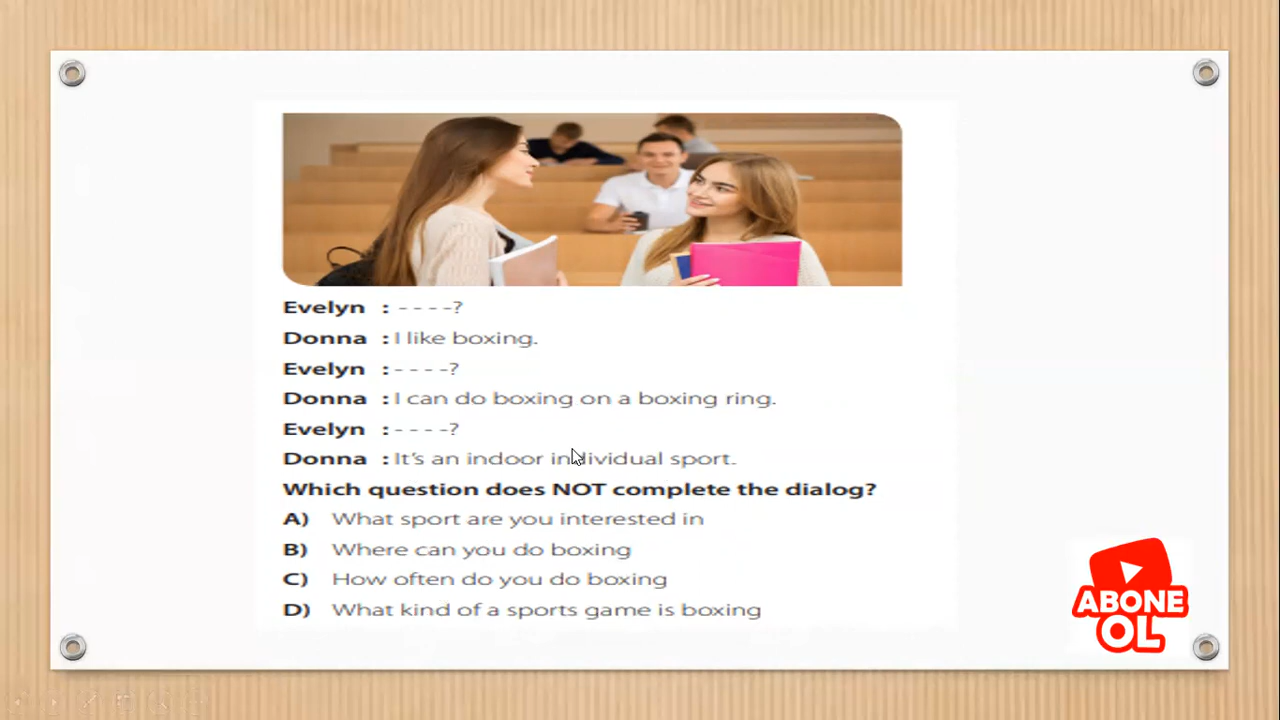 Evelyn : - - - -?
Donna : I like boxing.
Evelyn : - - - -?
Donna : I can do boxing on a boxing ring.
Evelyn : - - - -?
Donna : It's an indoor individual sport.
Which question does NOT complete the dialog?
A) What sport are you interested in
B) Where can you do boxing
C) How often do you do boxing
D) What kind of a sports game is boxing
ABONE
OL